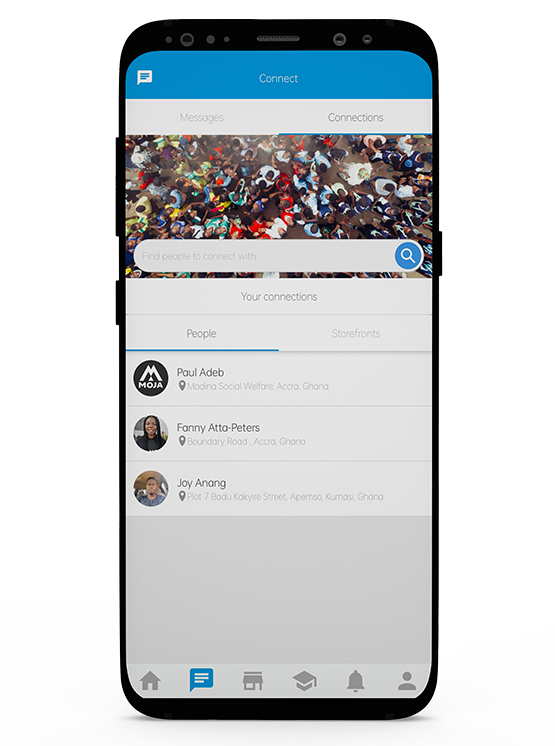 Connect
Messages
Connections
Find people to connect with
Your connections
People
Storefronts
MOJA
Paul Adeb
Madina Social Welfare, Accra, Ghana
Fanny Atta-Peters
Boundary Road , Accra, Ghana
Joy Anang
Plot 7 Badu Kakyire Street, Apemso, Kumasi, Ghana